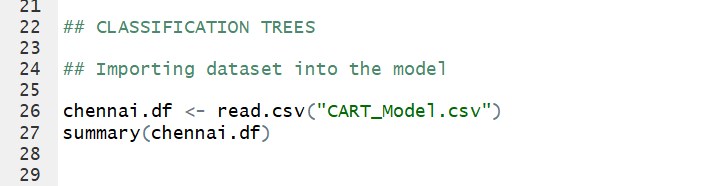 21
22 ## CLASSIFICATION TREES
23
24 ## Importing dataset into the model
25
26 chennai.df <- read.csv("CART_Model.csv")
27 summary(chennai.df)
28
29